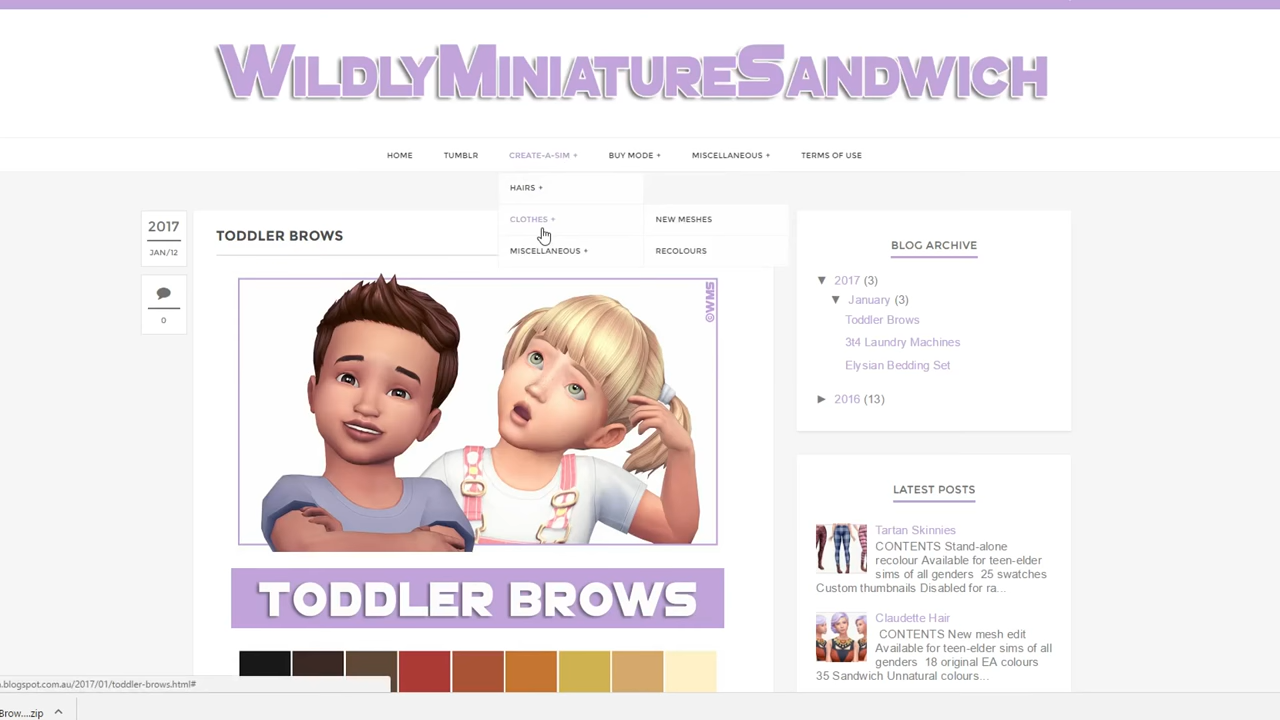 WILDLYMINIATURESANDWICH
HOME TUMBLR CREATE-A-SIM + BUY MODE + MISCELLANEOUS + TERMS OF USE
HAIRS +
CLOTHES +
MISCELLANEOUS +
NEW MESHES
RECOLOURS
2017
JAN/12
0
TODDLER BROWS
©WMS
TODDLER BROWS
BLOG ARCHIVE
▼ 2017 (3)
▼ January (3)
Toddler Brows
3t4 Laundry Machines
Elysian Bedding Set
► 2016 (13)
LATEST POSTS
Tartan Skinnies
CONTENTS Stand-alone
recolour Available for teen-elder
sims of all genders 25 swatches
Custom thumbnails Disabled for ra...
Claudette Hair
CONTENTS New mesh edit
Available for teen-elder sims of all
genders 18 original EA colours
35 Sandwich Unnatural colours...
.blogspot.com.au/2017/01/toddler-brows.html#
Brow....zip